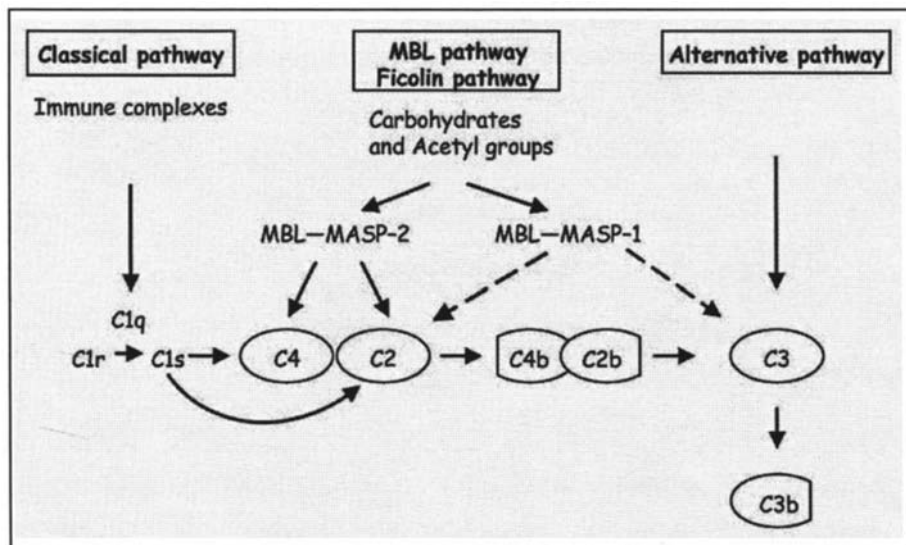 Classical pathway
Immune complexes
MBL pathway
Ficolin pathway
Carbohydrates
and Acetyl groups
Alternative pathway
MBL—MASP-2
MBL—MASP-1
C1q
C1r
C1s
C4
C2
C4b
C2b
C3
C3b